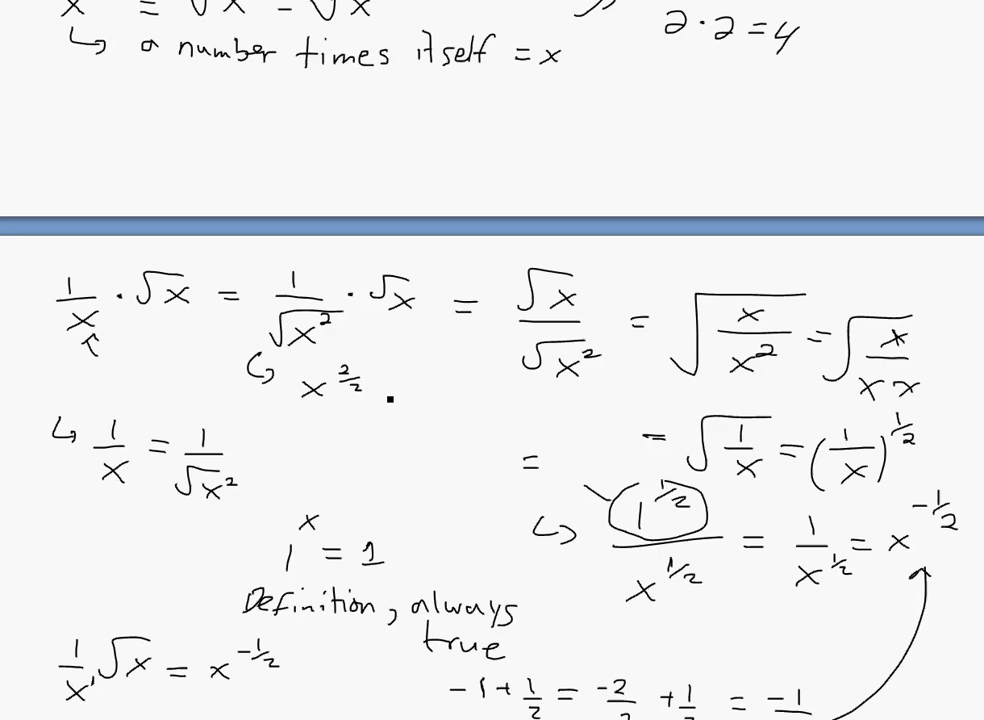 x = √x - √x
↳ a number times itself = x
2 · 2 = 4
1/x · √x = 1/√x² · √x = √x/√x² = √(x/x²) = √(x/(x x))
↳ x^(2/2) .
↳ 1/x = 1/√x²
= = √(1/x) = (1/x)^(1/2)
↳ 1^(1/2)/x^(1/2) = 1/x^(1/2) = x^(-1/2)
1^x = 1
Definition, always
true
1/x, √x = x^(-1/2)
-1 + 1/2 = -2/2 + 1/2 = -1